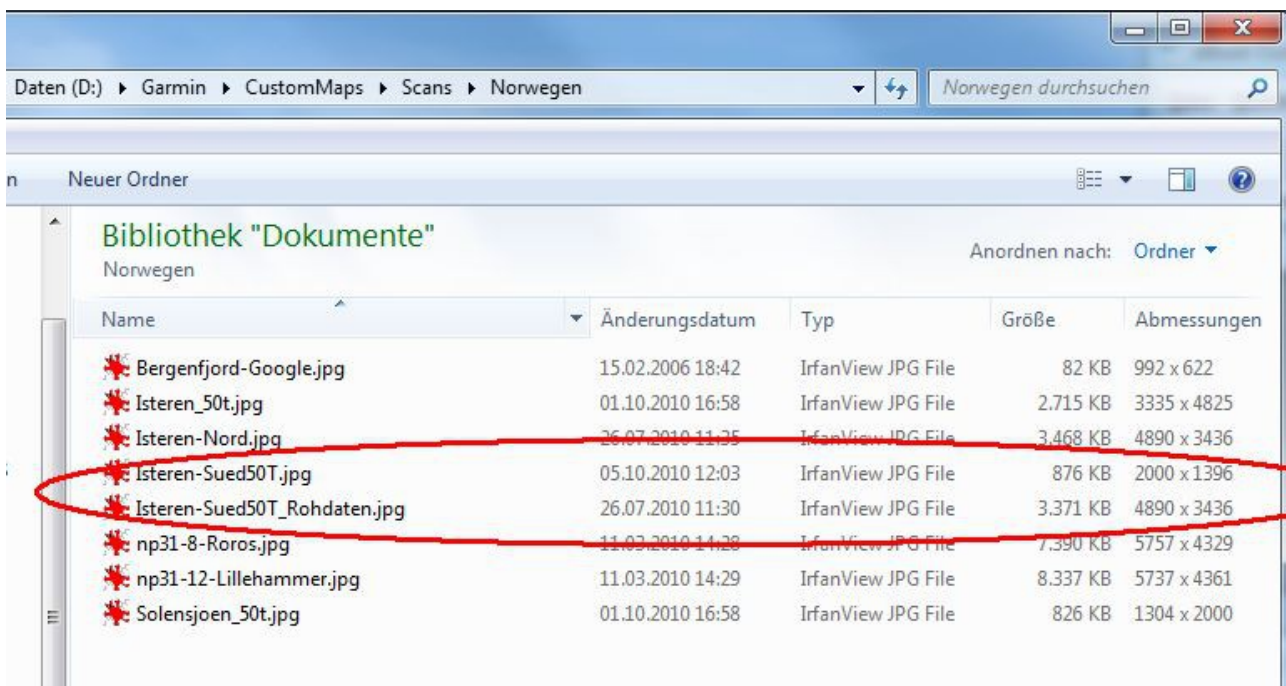 Daten (D:) Garmin CustomMaps Scans Norwegen Norwegen durchsuchen
n Neuer Ordner
Bibliothek "Dokumente"
Norwegen Anordnen nach: Ordner
Name Änderungsdatum Typ Größe Abmessungen
Bergenfjord-Google.jpg 15.02.2006 18:42 IrfanView JPG File 82 KB 992 x 622
Isteren_50t.jpg 01.10.2010 16:58 IrfanView JPG File 2.715 KB 3335 x 4825
Isteren-Nord.jpg 26.07.2010 11:35 IrfanView JPG File 3.468 KB 4890 x 3436
Isteren-Sued50T.jpg 05.10.2010 12:03 IrfanView JPG File 876 KB 2000 x 1396
Isteren-Sued50T_Rohdaten.jpg 26.07.2010 11:30 IrfanView JPG File 3.371 KB 4890 x 3436
np31-8-Roros.jpg 11.03.2010 14:28 IrfanView JPG File 7.390 KB 5757 x 4329
np31-12-Lillehammer.jpg 11.03.2010 14:29 IrfanView JPG File 8.337 KB 5737 x 4361
Solensjoen_50t.jpg 01.10.2010 16:58 IrfanView JPG File 826 KB 1304 x 2000